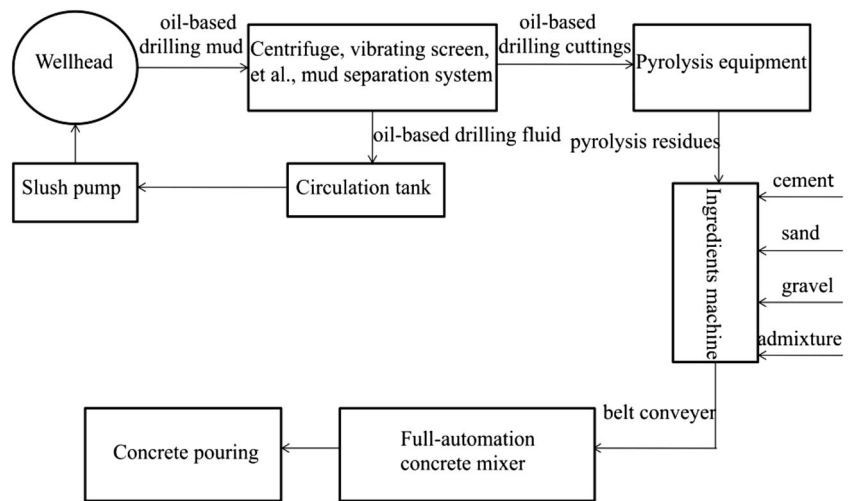 oil-based
drilling mud
Wellhead
Centrifuge, vibrating screen,
et al., mud separation system
oil-based
drilling cuttings
Pyrolysis equipment
oil-based drilling fluid
pyrolysis residues
Slush pump
Circulation tank
Ingredients machine
cement
sand
gravel
admixture
belt conveyer
Full-automation
concrete mixer
Concrete pouring